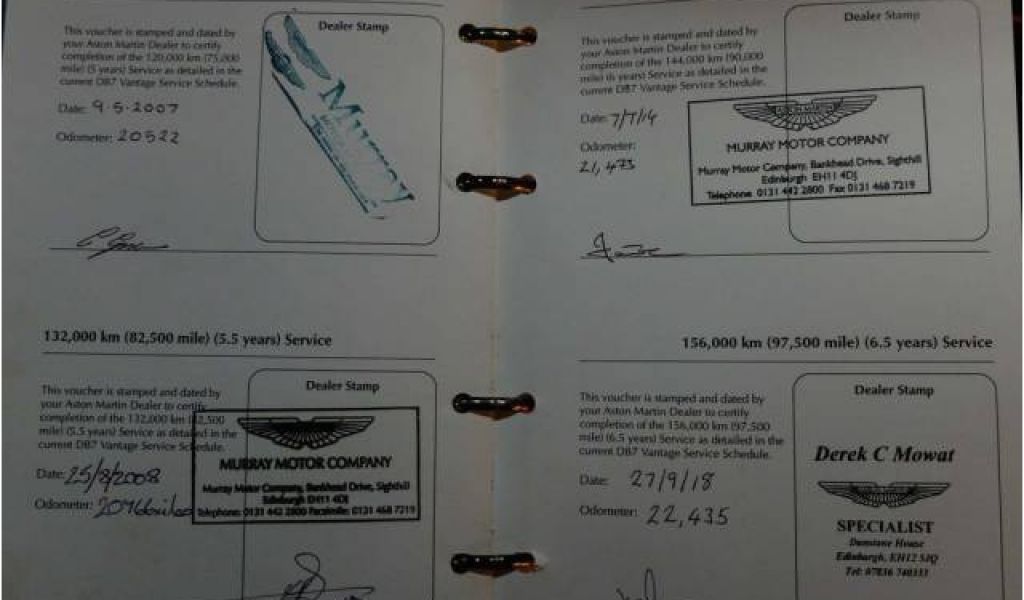 Dealer Stamp
This voucher is stamped and dated by
your Aston Martin Dealer to certify
completion of the 120,000 km (75,000
mile) (5 years) Service as detailed in the
current DB7 Vantage Service Schedule.
Date: 9-5-2007
Odometer: 20522
Murray
132,000 km (82,500 mile) (5.5 years) Service
Dealer Stamp
This voucher is stamped and dated by
your Aston Martin Dealer to certify
completion of the 132,000 km (82,500
mile) (5.5 years) Service as detailed in the
current DB7 Vantage Service Schedule.
Date: 25/8/2008
Odometer:
MURRAY MOTOR COMPANY
Murray Motor Company, Bankhead Drive, Sighthill
Edinburgh EH11 4DJ
Telephone: 0131 442 2800 Facsimile: 0131 468 7219
Dealer Stamp
This voucher is stamped and dated by
your Aston Martin Dealer to certify
completion of the 144,000 km (90,000
mile) (6 years) Service as detailed in the
current DB7 Vantage Service Schedule.
Date: 7/7/14
Odometer:
21,473
ASTON MARTIN
MURRAY MOTOR COMPANY
Murray Motor Company, Bankhead Drive, Sighthill
Edinburgh EH11 4DJ
Telephone 0131 442 2800 Fax 0131 468 7219
156,000 km (97,500 mile) (6.5 years) Service
Dealer Stamp
This voucher is stamped and dated by
your Aston Martin Dealer to certify
completion of the 156,000 km (97,500
mile) (6.5 years) Service as detailed in the
current DB7 Vantage Service Schedule.
Date: 27/9/18
Odometer: 22,435
Derek C Mowat
SPECIALIST
Dunstane House
Edinburgh, EH12 5JQ
Tel: 07836 740333